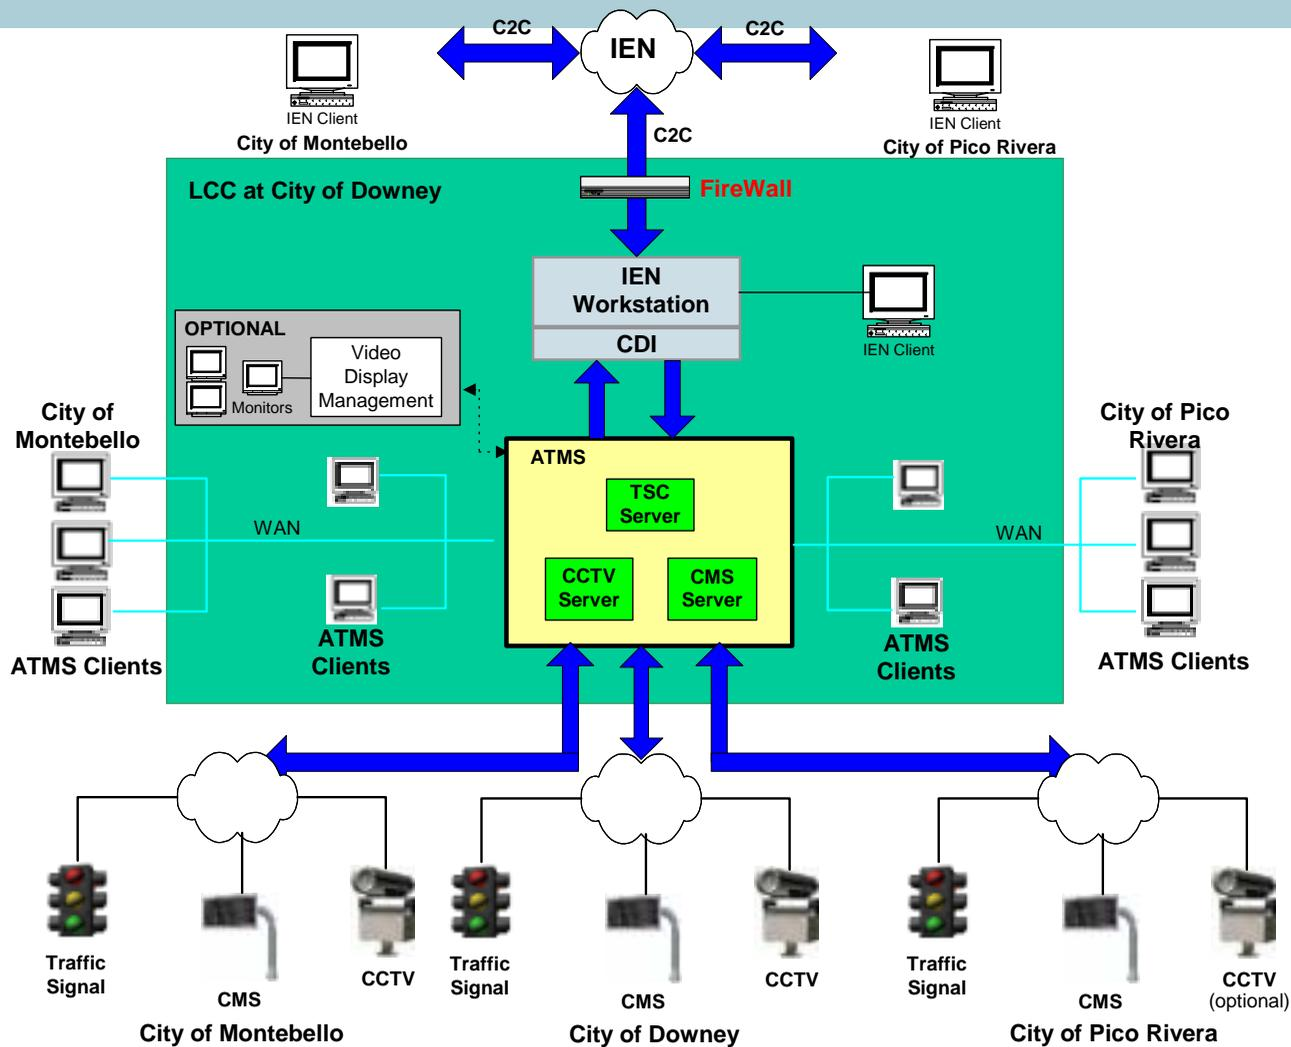 C2C
IEN
C2C
IEN Client
City of Montebello
C2C
IEN Client
City of Pico Rivera
LCC at City of Downey
FireWall
IEN
Workstation
CDI
IEN Client
OPTIONAL
Monitors
Video
Display
Management
City of
Montebello
ATMS Clients
WAN
ATMS
Clients
ATMS
TSC
Server
CCTV
Server
CMS
Server
ATMS
Clients
WAN
City of Pico
Rivera
ATMS Clients
Traffic
Signal
CMS
CCTV
City of Montebello
Traffic
Signal
CMS
CCTV
City of Downey
Traffic
Signal
CMS
CCTV
(optional)
City of Pico Rivera